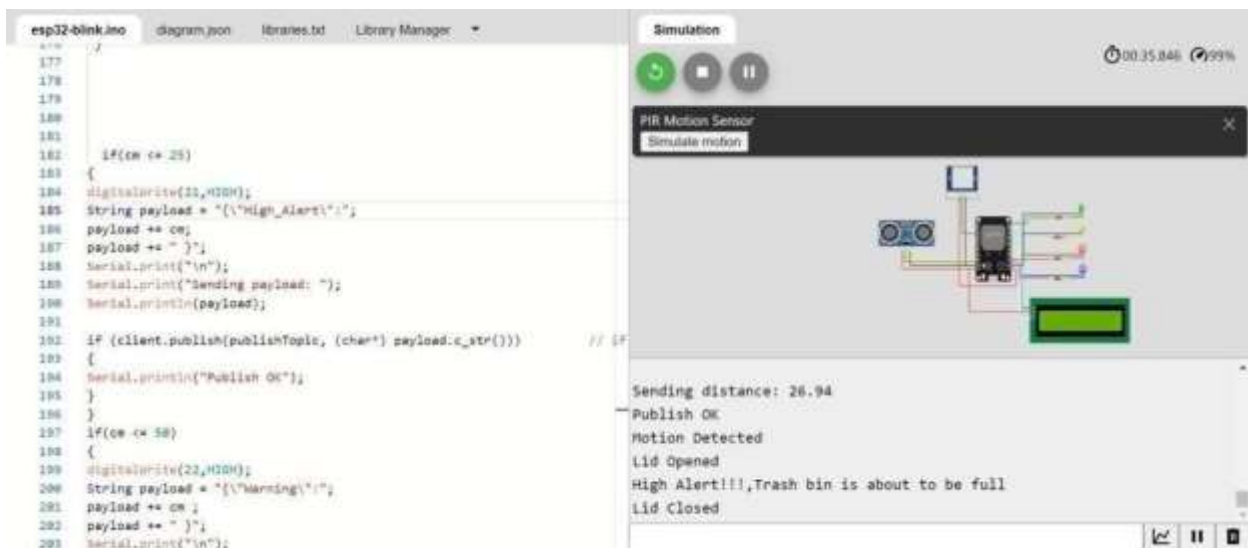 esp32-blink.ino diagram.json libraries.txt Library Manager
177
178
179
180
181
182 if(cm <= 25)
183 {
184 digitalWrite(21,HIGH);
185 String payload = "{\"High_Alert\":";
186 payload += cm;
187 payload += " }";
188 Serial.print("\n");
189 Serial.print("Sending payload: ");
190 Serial.println(payload);
191
192 if (client.publish(publishTopic, (char*) payload.c_str())) // if
193 {
194 Serial.println("Publish OK");
195 }
196 }
197 if(cm <= 50)
198 {
199 digitalWrite(22,HIGH);
200 String payload = "{\"Warning\":";
201 payload += cm ;
202 payload += " }";
203 Serial.print("\n");
Simulation
00:35.846 99%
PIR Motion Sensor
Simulate motion
Sending distance: 26.94
Publish OK
Motion Detected
Lid Opened
High Alert!!!,Trash bin is about to be full
Lid Closed